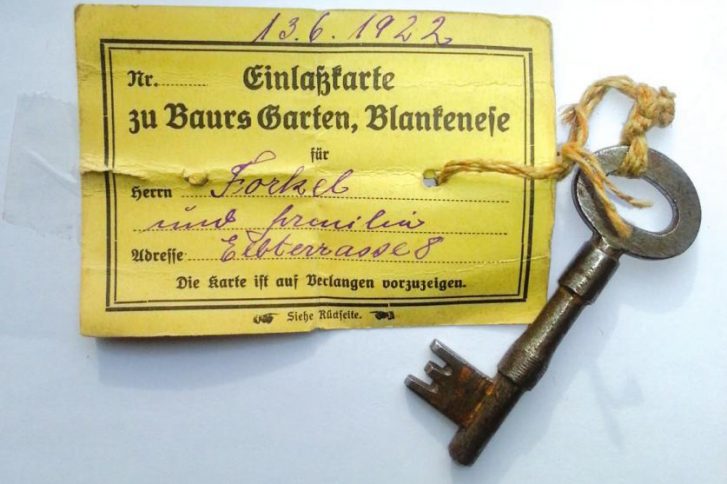 13.6.1922
Nr.
Einlaßkarte
zu Baurs Garten, Blankenese
für
Herrn Forkel
und Familie
Adresse Elbterrasse 8
Die Karte ist auf Verlangen vorzuzeigen.
Siehe Rückseite.